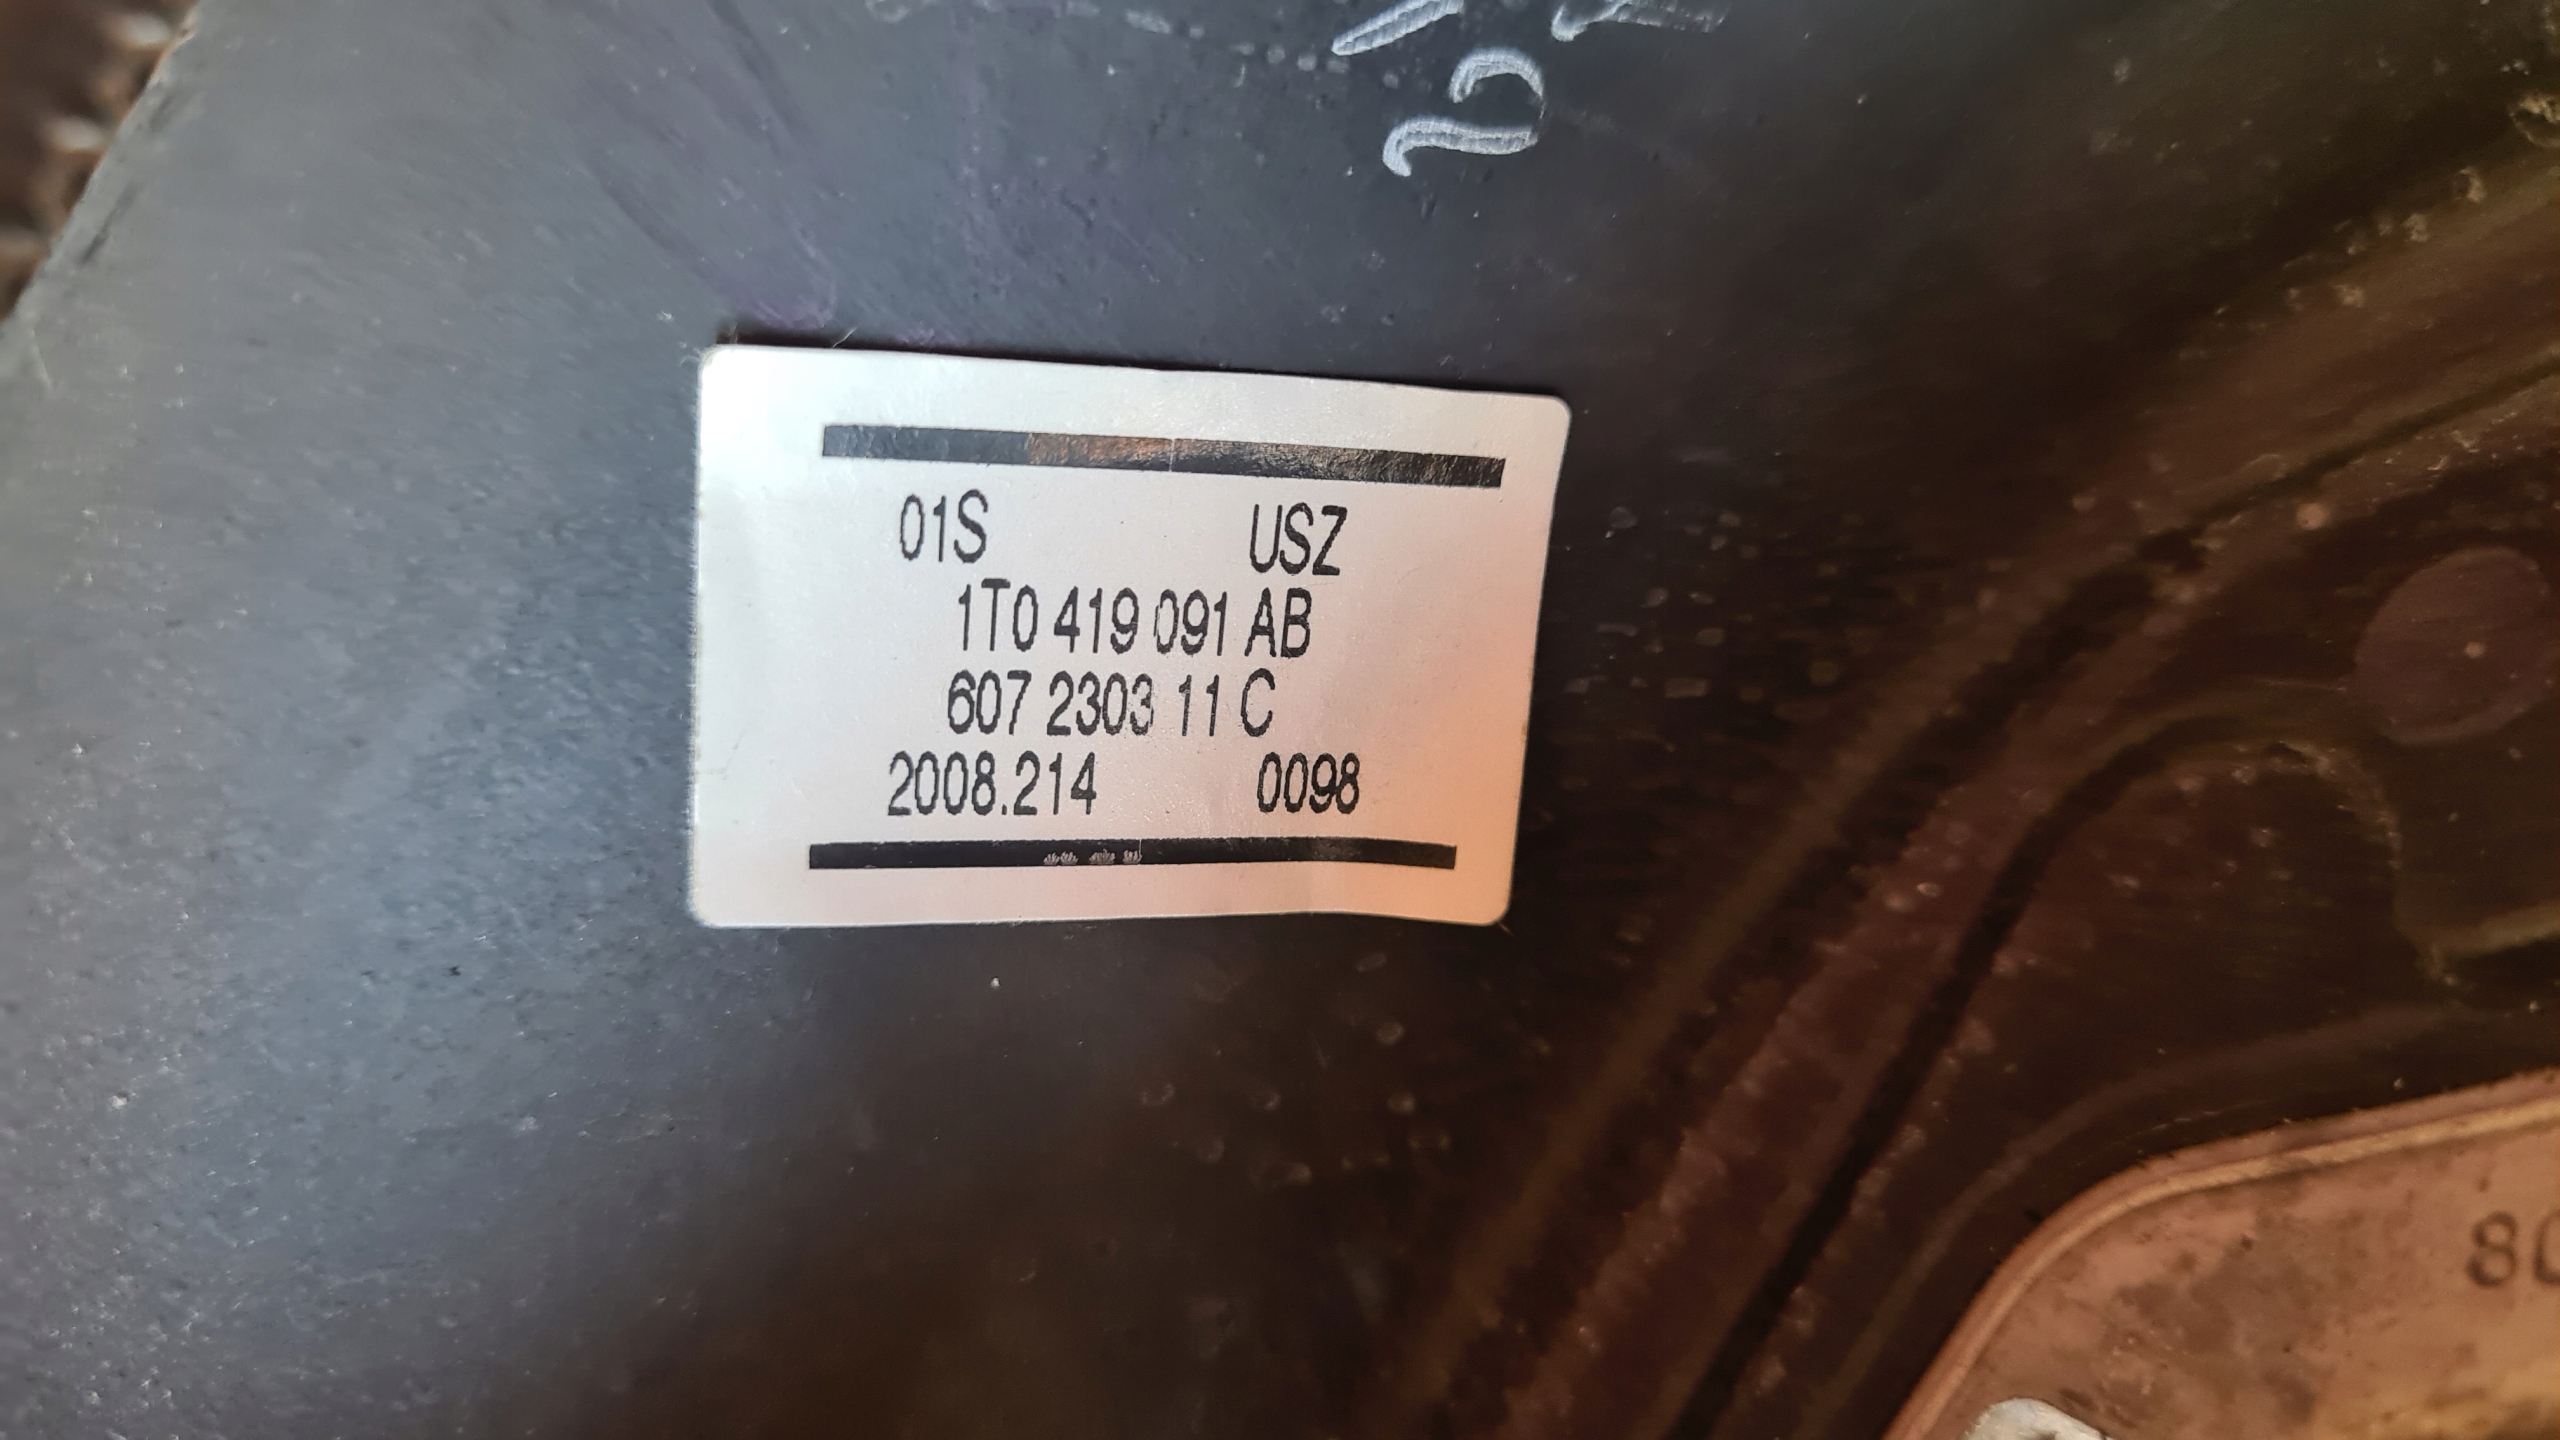 01S USZ
1T0 419 091 AB
607 2303 11 C
2008.214 0098